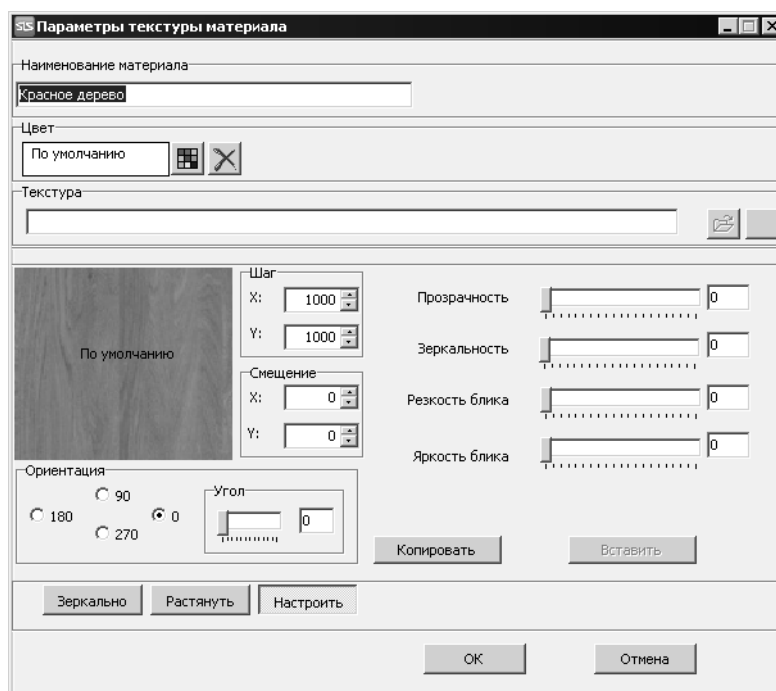 sLs Параметры текстуры материала
Наименование материала
Красное дерево
Цвет
По умолчанию
Текстура
По умолчанию
Шаг
X: 1000
Y: 1000
Смещение
X: 0
Y: 0
Прозрачность 0
Зеркальность 0
Резкость блика 0
Яркость блика 0
Ориентация
90
180
0
270
Угол
0
Копировать
Вставить
Зеркально Растянуть Настроить
OK Отмена